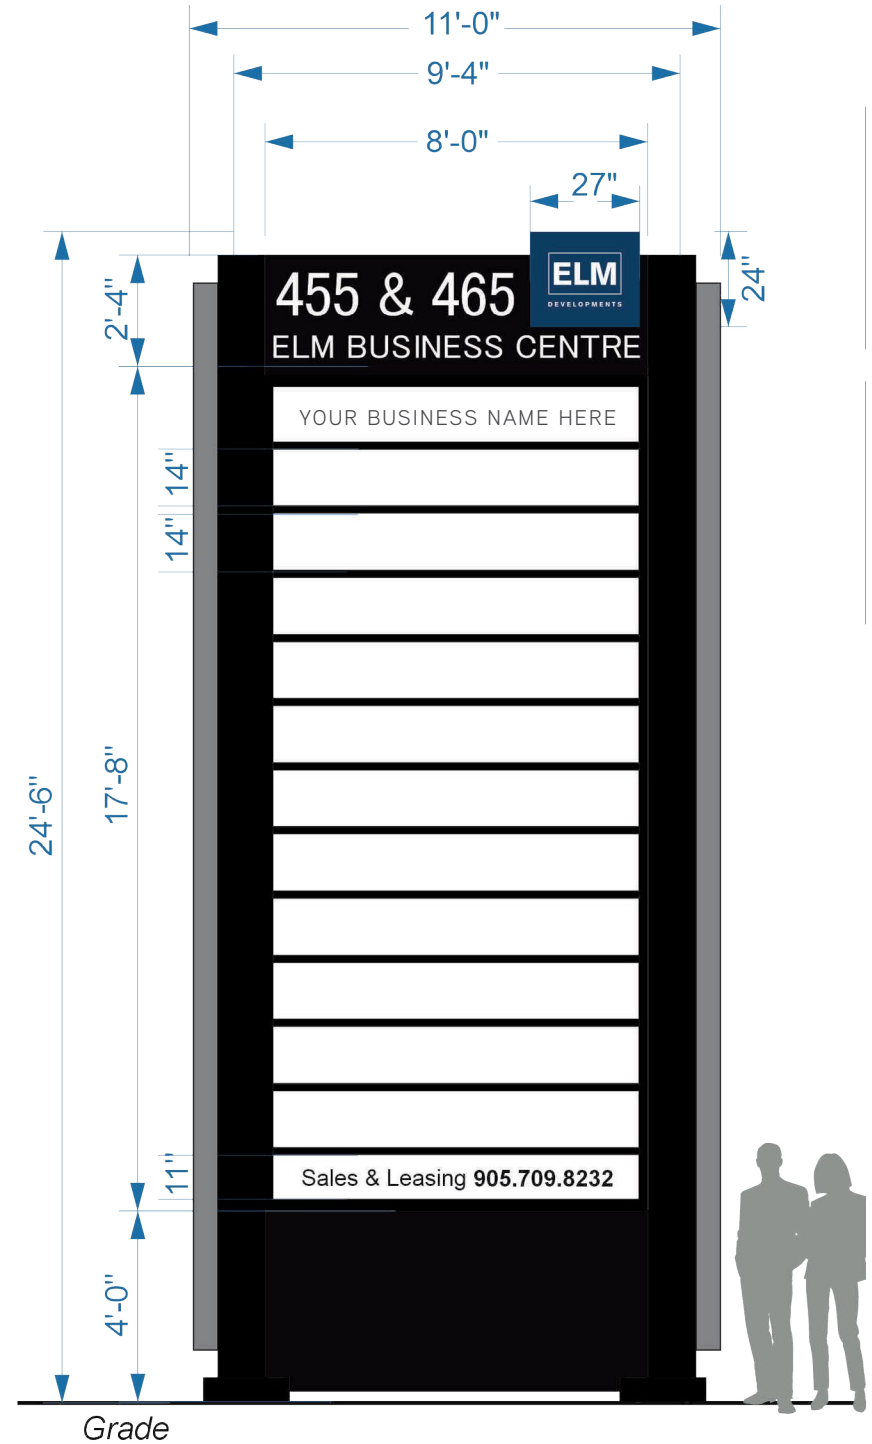 11'-0"
9'-4"
8'-0"
27"
24"
2'-4"
455 & 465
ELM
DEVELOPMENTS
ELM BUSINESS CENTRE
YOUR BUSINESS NAME HERE
14"
14"
17'-8"
24'-6"
11"
Sales & Leasing 905.709.8232
4'-0"
Grade